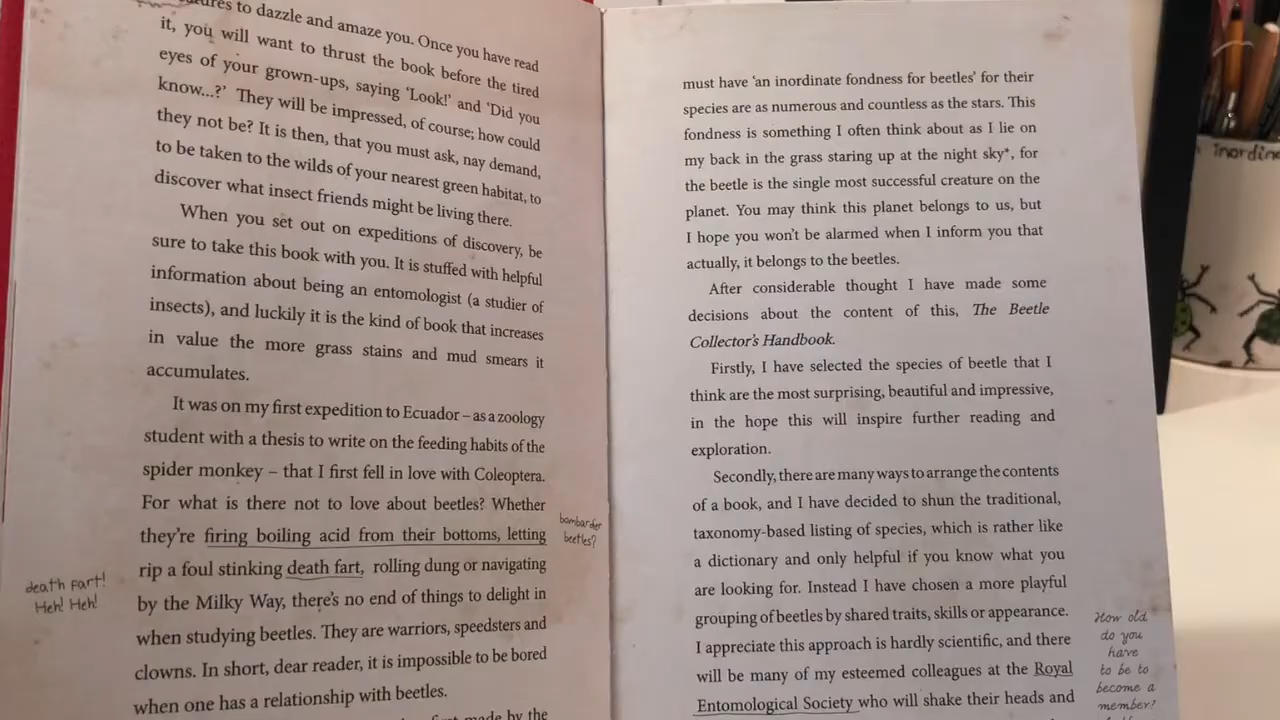 to dazzle and amaze you. Once you have read
it, you will want to thrust the book before the tired
eyes of your grown-ups, saying ‘Look!’ and ‘Did you
know...?’ They will be impressed, of course; how could
they not be? It is then, that you must ask, nay demand,
to be taken to the wilds of your nearest green habitat, to
discover what insect friends might be living there.
When you set out on expeditions of discovery, be
sure to take this book with you. It is stuffed with helpful
information about being an entomologist (a studier of
insects), and luckily it is the kind of book that increases
in value the more grass stains and mud smears it
accumulates.
It was on my first expedition to Ecuador – as a zoology
student with a thesis to write on the feeding habits of the
spider monkey – that I first fell in love with Coleoptera.
For what is there not to love about beetles? Whether
they’re firing boiling acid from their bottoms, letting
rip a foul stinking death fart, rolling dung or navigating
by the Milky Way, there’s no end of things to delight in
when studying beetles. They are warriors, speedsters and
clowns. In short, dear reader, it is impossible to be bored
when one has a relationship with beetles.
made by the
bombarder
beetles?
death fart!
Heh! Heh!
must have ‘an inordinate fondness for beetles’ for their
species are as numerous and countless as the stars. This
fondness is something I often think about as I lie on
my back in the grass staring up at the night sky*, for
the beetle is the single most successful creature on the
planet. You may think this planet belongs to us, but
I hope you won’t be alarmed when I inform you that
actually, it belongs to the beetles.
After considerable thought I have made some
decisions about the content of this, The Beetle
Collector’s Handbook.
Firstly, I have selected the species of beetle that I
think are the most surprising, beautiful and impressive,
in the hope this will inspire further reading and
exploration.
Secondly, there are many ways to arrange the contents
of a book, and I have decided to shun the traditional,
taxonomy-based listing of species, which is rather like
a dictionary and only helpful if you know what you
are looking for. Instead I have chosen a more playful
grouping of beetles by shared traits, skills or appearance.
I appreciate this approach is hardly scientific, and there
will be many of my esteemed colleagues at the Royal
Entomological Society who will shake their heads and
How old
do you
have
to be to
become a
member?